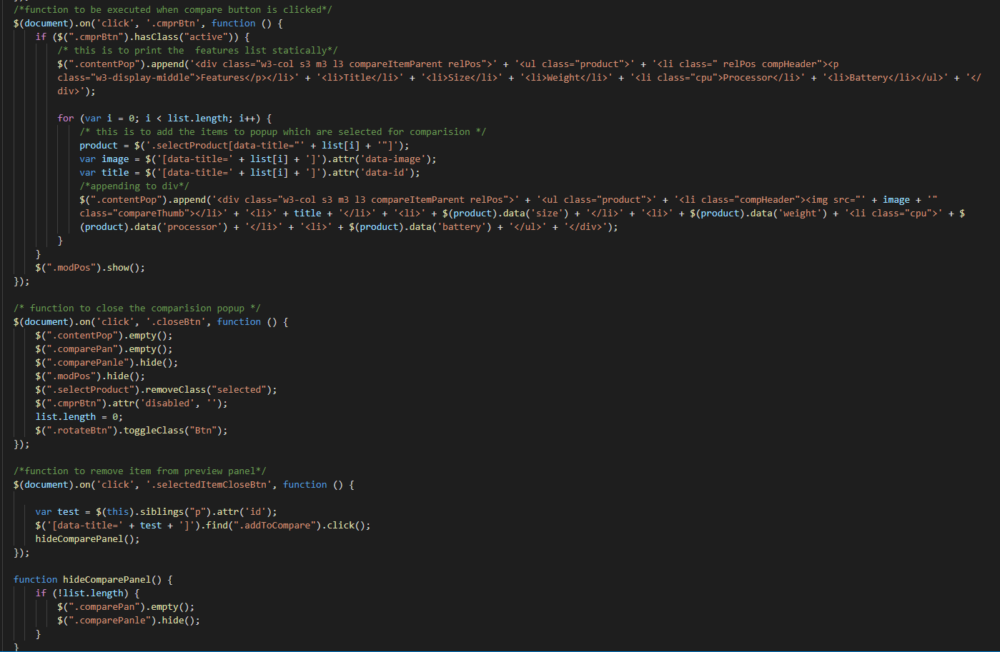 /*function to be executed when compare button is clicked*/
$(document).on('click', '.cmprBtn', function () {
if ($(".cmprBtn").hasClass("active")) {
/* this is to print the  features list statically*/
$(".contentPop").append('<div class="w3-col s3 m3 l3 compareItemParent relPos">' + '<ul class="product">' + '<li class=" relPos compHeader"><p
class="w3-display-middle">Features</p></li>' + '<li>Title</li>' + '<li>Size</li>' + '<li>Weight</li>' + '<li class="cpu">Processor</li>' + '<li>Battery</li></ul>' + '</
div>');
for (var i = 0; i < list.length; i++) {
/* this is to add the items to popup which are selected for comparision */
product = $('.selectProduct[data-title="' + list[i] + '"]');
var image = $('[data-title=' + list[i] + ']').attr('data-image');
var title = $('[data-title=' + list[i] + ']').attr('data-id');
/*appending to div*/
$(".contentPop").append('<div class="w3-col s3 m3 l3 compareItemParent relPos">' + '<ul class="product">' + '<li class="compHeader"><img src="' + image + '"
class="compareThumb"></li>' + '<li>' + title + '</li>' + '<li>' + $(product).data('size') + '</li>' + '<li>' + $(product).data('weight') + '<li class="cpu">' + $
(product).data('processor') + '</li>' + '<li>' + $(product).data('battery') + '</ul>' + '</div>');
}
}
$(".modPos").show();
});
/* function to close the comparision popup */
$(document).on('click', '.closeBtn', function () {
$(".contentPop").empty();
$(".comparePan").empty();
$(".comparePanle").hide();
$(".modPos").hide();
$(".selectProduct").removeClass("selected");
$(".cmprBtn").attr('disabled', '');
list.length = 0;
$(".rotateBtn").toggleClass("Btn");
});
/*function to remove item from preview panel*/
$(document).on('click', '.selectedItemCloseBtn', function () {
var test = $(this).siblings("p").attr('id');
$('[data-title=' + test + ']').find(".addToCompare").click();
hideComparePanel();
});
function hideComparePanel() {
if (!list.length) {
$(".comparePan").empty();
$(".comparePanle").hide();
}
}